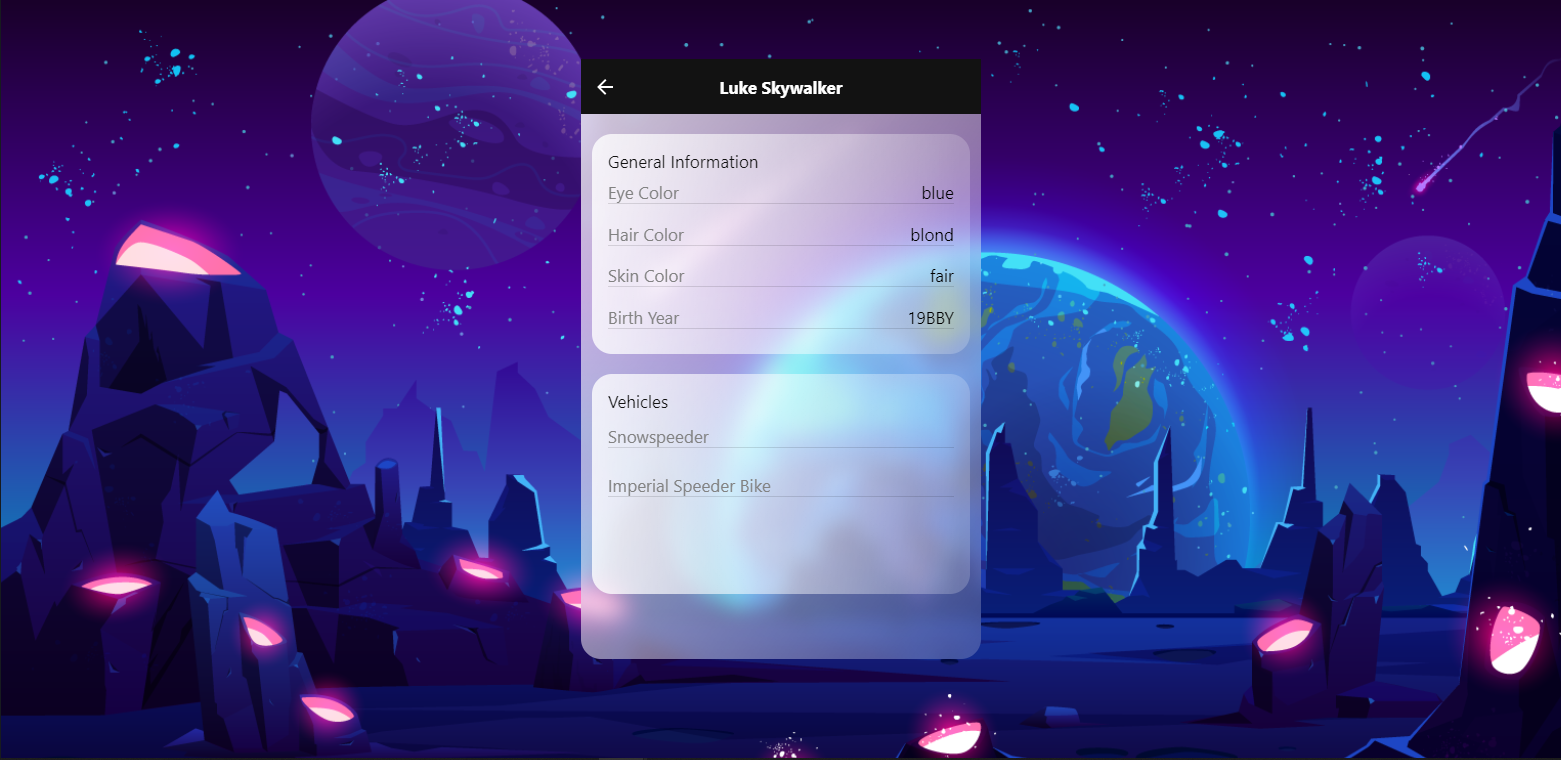 Luke Skywalker
General Information
Eye Color blue
Hair Color blond
Skin Color fair
Birth Year 19BBY
Vehicles
Snowspeeder
Imperial Speeder Bike